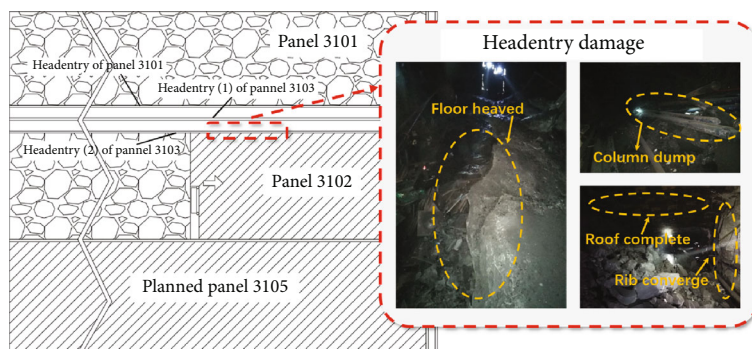 Panel 3101
Headentry of panel 3101
Headentry (1) of pannel 3103
Headentry (2) of pannel 3103
Panel 3102
Planned panel 3105
Headentry damage
Floor heaved
Column dump
Roof complete
Rib converge